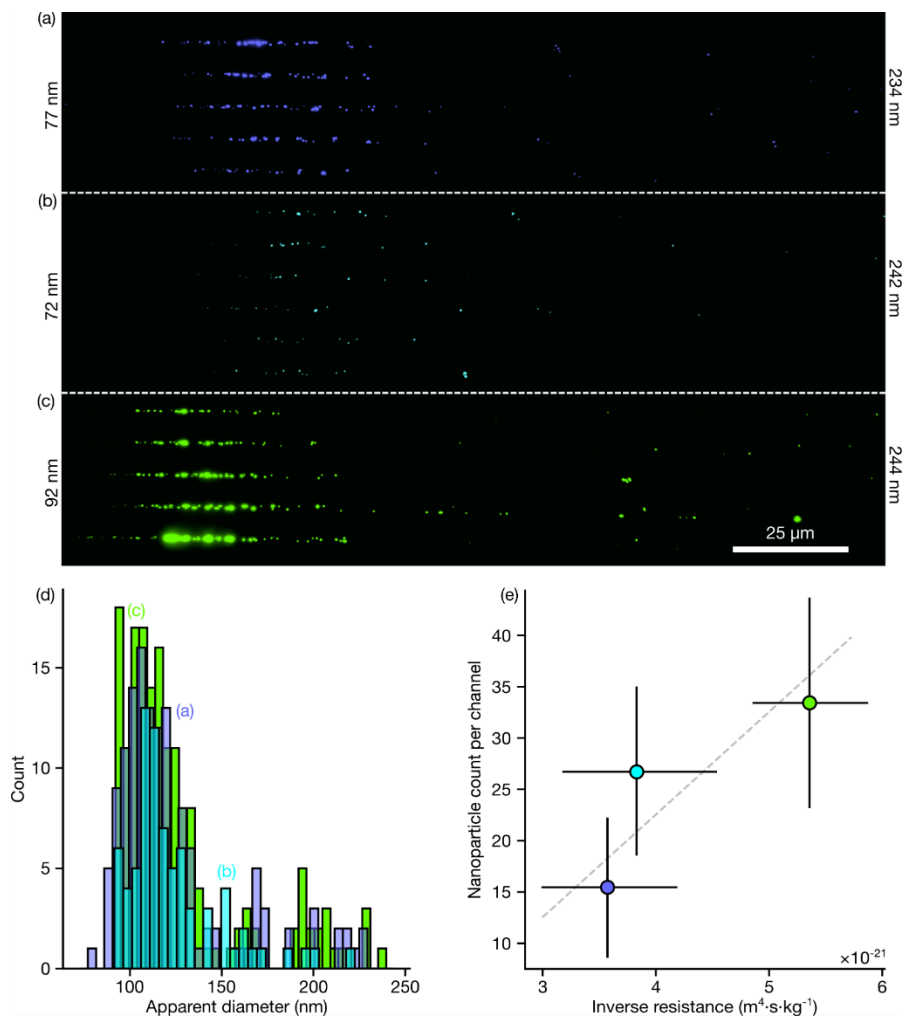 (a)
77 nm
234 nm
(b)
72 nm
242 nm
(c)
92 nm
244 nm
25 µm
(d)
(c)
(a)
(b)
Count
15
10
5
0
100
150
200
250
Apparent diameter (nm)
(e)
Nanoparticle count per channel
40
35
30
25
20
15
10
×10⁻²¹
3
4
5
6
Inverse resistance (m⁴·s·kg⁻¹)